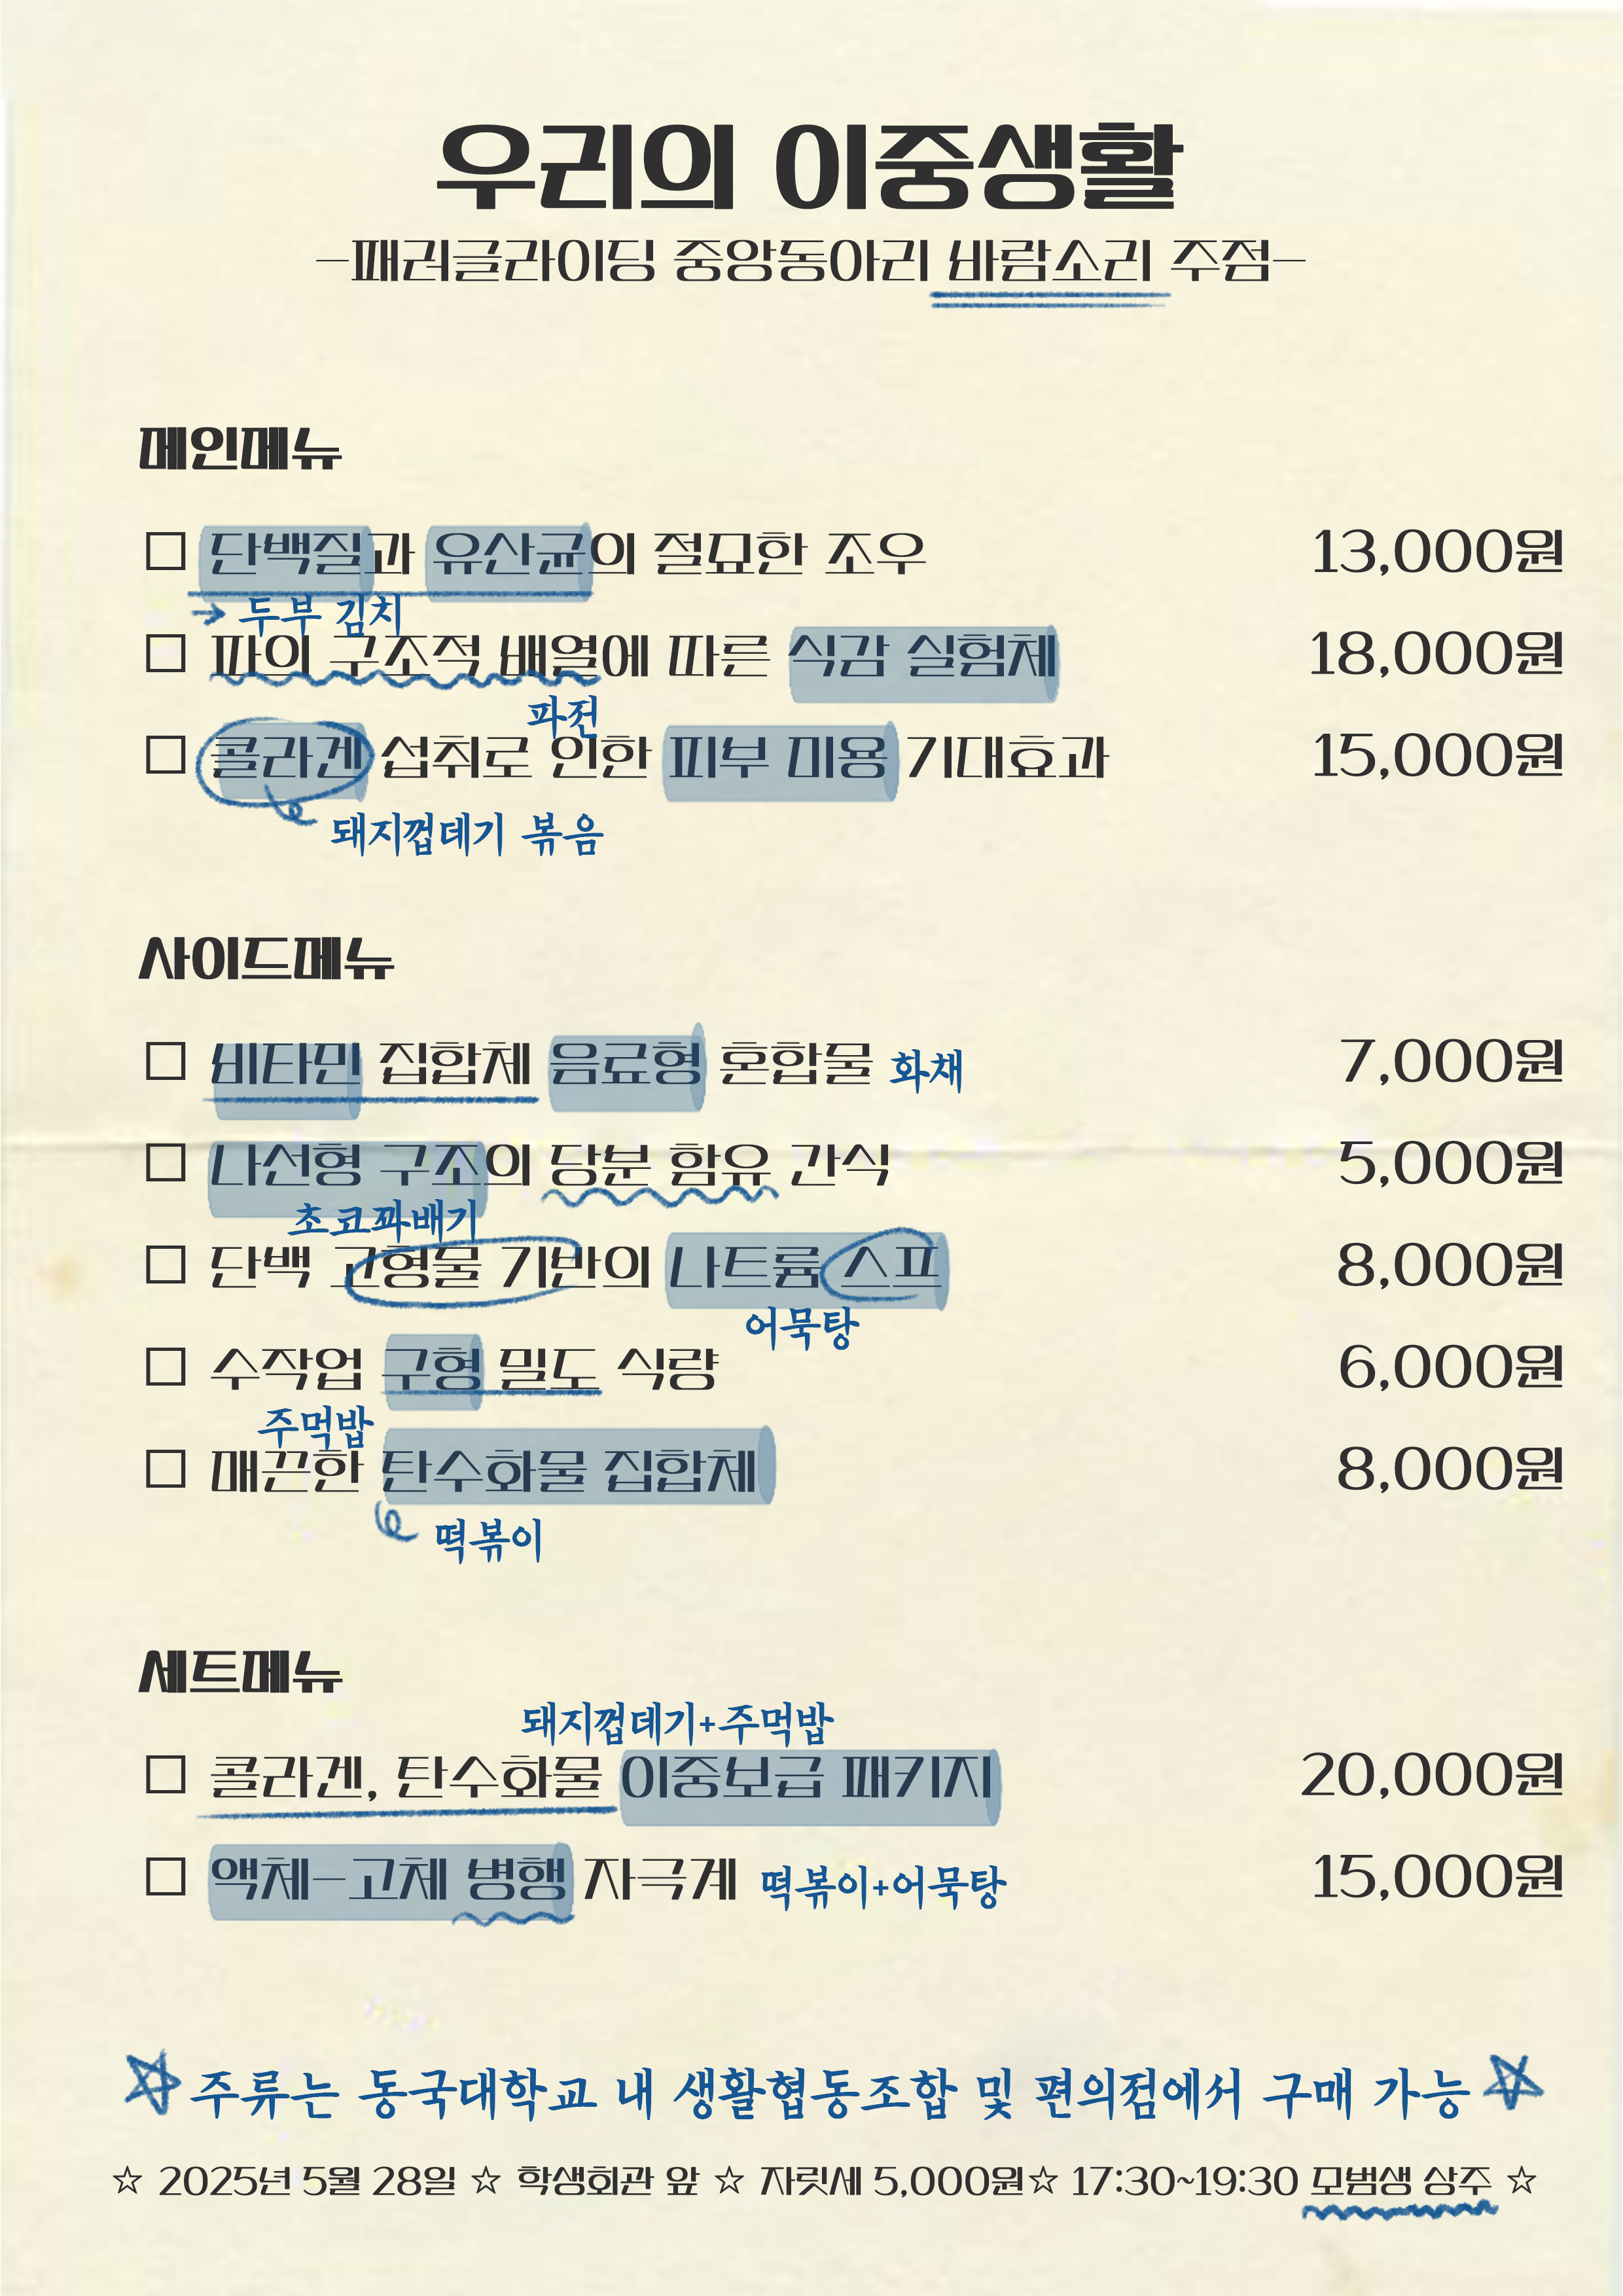 우리의 이중생활
-패러글라이딩 중앙동아리 바람소리 주점-
메인메뉴
□ 단백질과 유산균의 절묘한 조우 13,000원
→ 두부 김치
□ 파의 구조적 배열에 따른 식감 실험체 18,000원
파전
□ 콜라겐 섭취로 인한 피부 미용 기대효과 15,000원
돼지껍데기 볶음
사이드메뉴
□ 비타민 집합체 음료형 혼합물 화채 7,000원
□ 나선형 구조의 당분 함유 간식 5,000원
초코꽈배기
□ 단백 고형물 기반의 나트륨 스프 8,000원
어묵탕
□ 수작업 구형 밀도 식량 6,000원
주먹밥
□ 매끈한 탄수화물 집합체 8,000원
떡볶이
세트메뉴
돼지껍데기+주먹밥
□ 콜라겐, 탄수화물 이중보급 패키지 20,000원
□ 액체-고체 병행 자극계 떡볶이+어묵탕 15,000원
주류는 동국대학교 내 생활협동조합 및 편의점에서 구매 가능
☆ 2025년 5월 28일 ☆ 학생회관 앞 ☆ 자릿세 5,000원☆ 17:30~19:30 모범생 상주 ☆